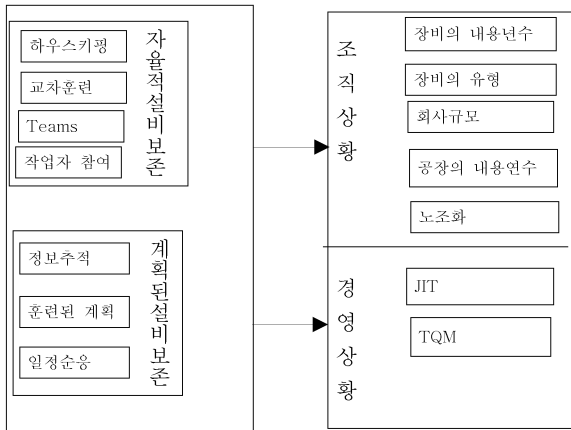 하우스키핑
교차훈련
Teams
작업자 참여
자율적설비보존
정보추적
훈련된 계획
일정순응
계획된설비보존
조직상황
장비의 내용년수
장비의 유형
회사규모
공장의 내용연수
노조화
경영상황
JIT
TQM